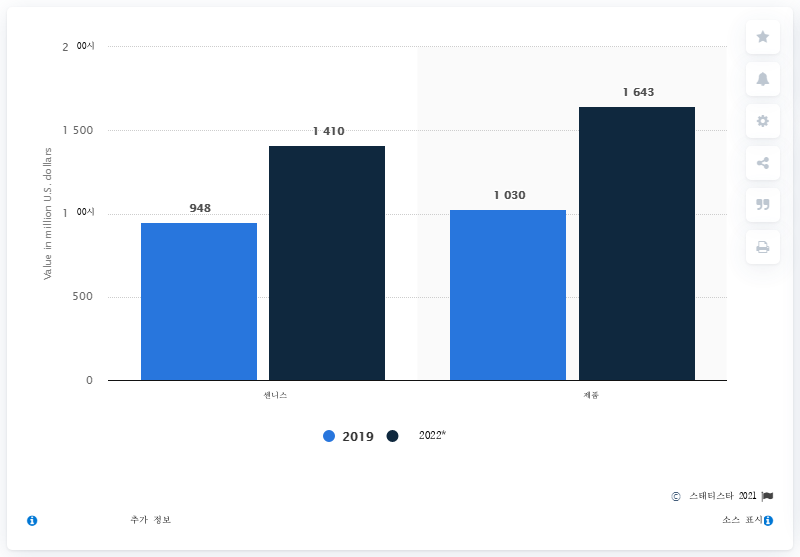 2 00시
1 643
1 500
1 410
1 00시
1 030
948
500
0
Value in million U.S. dollars
센너스
제품
2019
2022*
© 스태티스타 2021
추가 정보
소스 표시